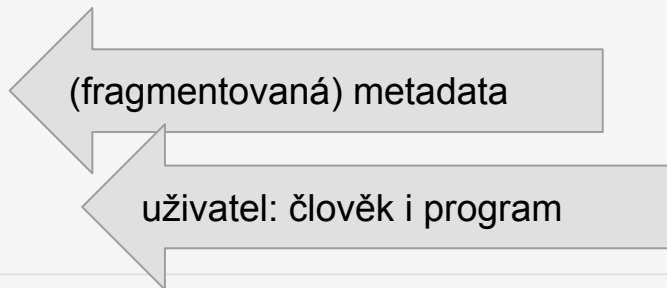 (fragmentovaná) metadata
uživatel: člověk i program